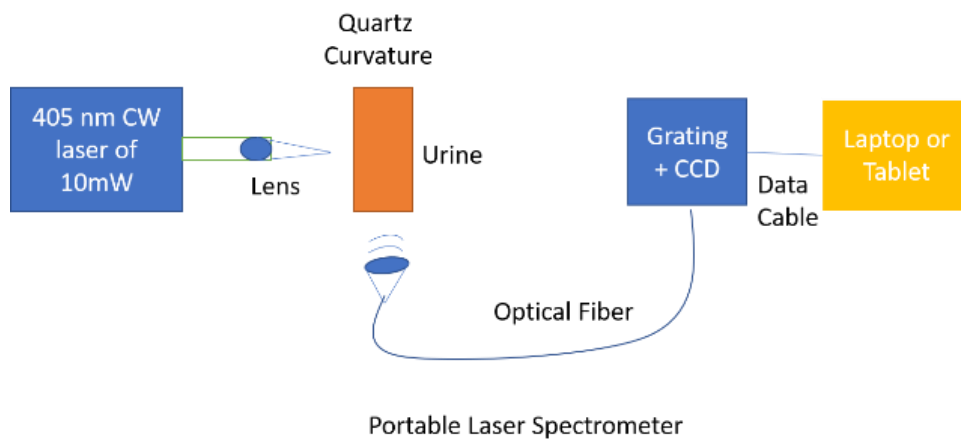 Quartz
Curvature
405 nm CW
laser of
10mW
Lens
Urine
Grating
+ CCD
Data
Cable
Laptop or
Tablet
Optical Fiber
Portable Laser Spectrometer